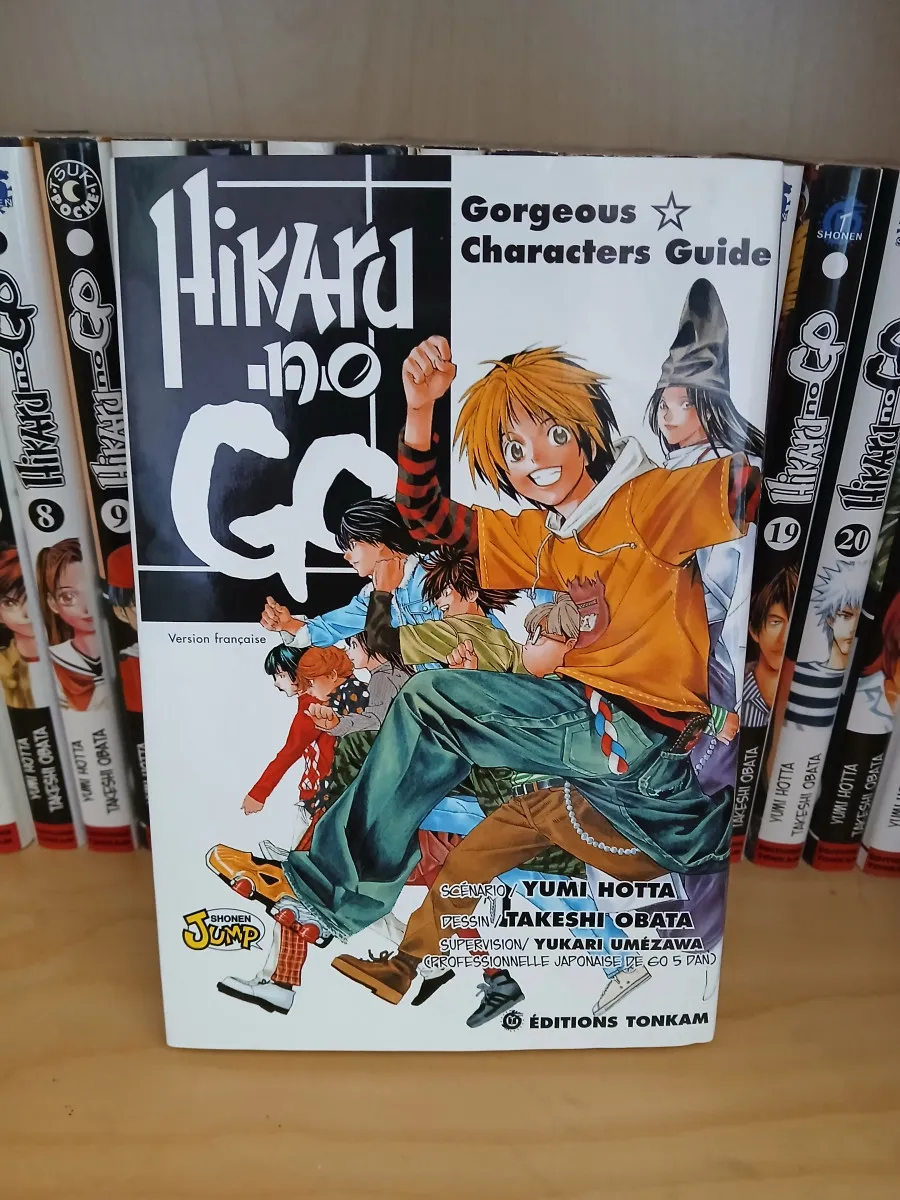 Hikaru
no
Go
Gorgeous ☆
Characters Guide
Version française
SCÉNARIO/ YUMI HOTTA
DESSIN/ TAKESHI OBATA
SUPERVISION/ YUKARI UMÉZAWA
(PROFESSIONNELLE JAPONAISE DE GO 5 DAN)
SHONEN
JUMP
ÉDITIONS TONKAM
HIKARU no GO
8
YUMI HOTTA
TAKESHI OBATA
TSUKI
POCHE
HIKARU no GO
9
YUMI HOTTA
TAKESHI OBATA
TAKESHI OBATA
SHONEN
HIKARU no GO
19
YUMI HOTTA
TAKESHI OBATA
HIKARU no GO
20
YUMI HOTTA
TAKESHI OBATA